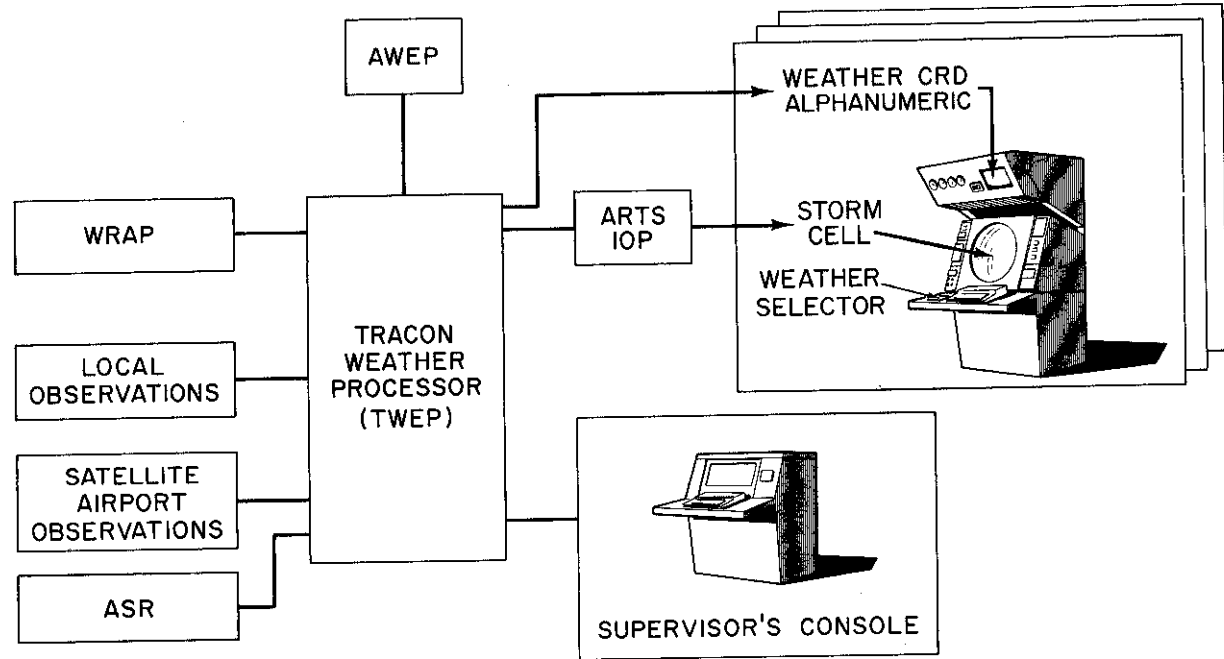 AWEP
WEATHER CRD
ALPHANUMERIC
WRAP
ARTS
IOP
STORM
CELL
WEATHER
SELECTOR
TRACON
WEATHER
PROCESSOR
(TWEP)
LOCAL
OBSERVATIONS
SATELLITE
AIRPORT
OBSERVATIONS
ASR
SUPERVISOR'S CONSOLE